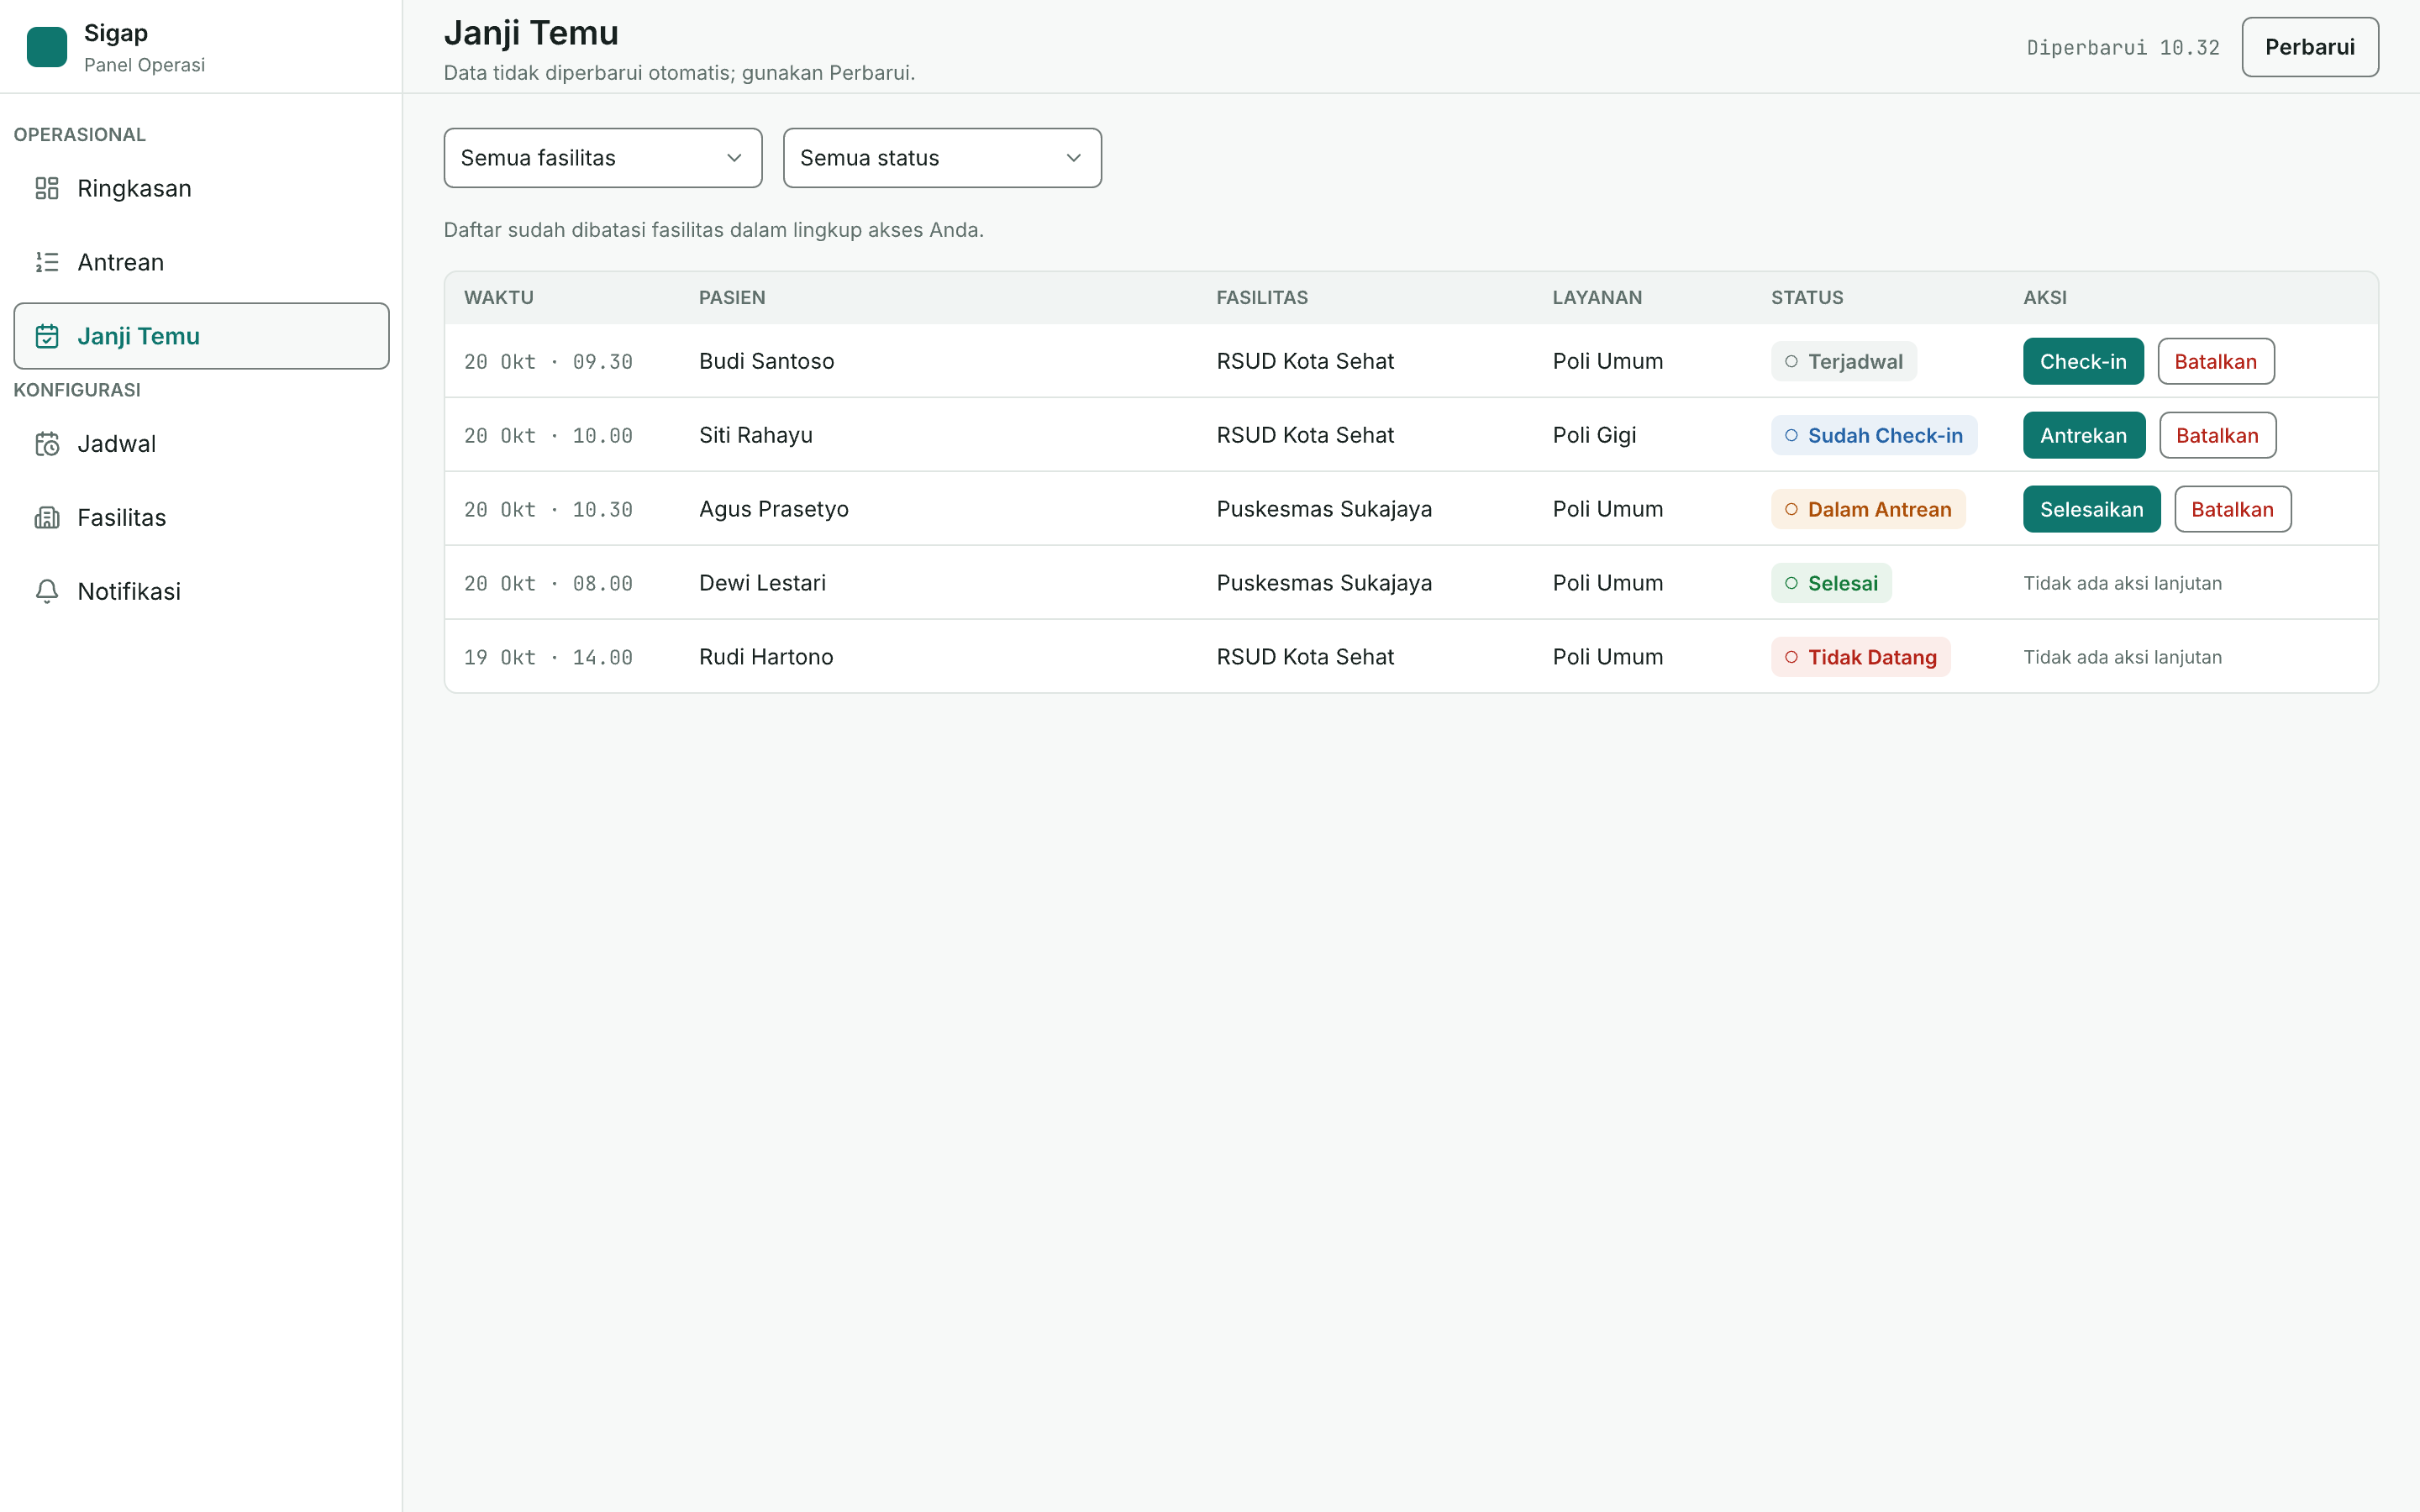 Sigap
Panel Operasi
OPERASIONAL
Ringkasan
Antrean
Janji Temu
KONFIGURASI
Jadwal
Fasilitas
Notifikasi
Janji Temu
Data tidak diperbarui otomatis; gunakan Perbarui.
Diperbarui 10.32
Perbarui
Semua fasilitas
Semua status
Daftar sudah dibatasi fasilitas dalam lingkup akses Anda.
WAKTU PASIEN FASILITAS LAYANAN STATUS AKSI
20 Okt · 09.30 Budi Santoso RSUD Kota Sehat Poli Umum Terjadwal Check-in Batalkan
20 Okt · 10.00 Siti Rahayu RSUD Kota Sehat Poli Gigi Sudah Check-in Antrekan Batalkan
20 Okt · 10.30 Agus Prasetyo Puskesmas Sukajaya Poli Umum Dalam Antrean Selesaikan Batalkan
20 Okt · 08.00 Dewi Lestari Puskesmas Sukajaya Poli Umum Selesai Tidak ada aksi lanjutan
19 Okt · 14.00 Rudi Hartono RSUD Kota Sehat Poli Umum Tidak Datang Tidak ada aksi lanjutan